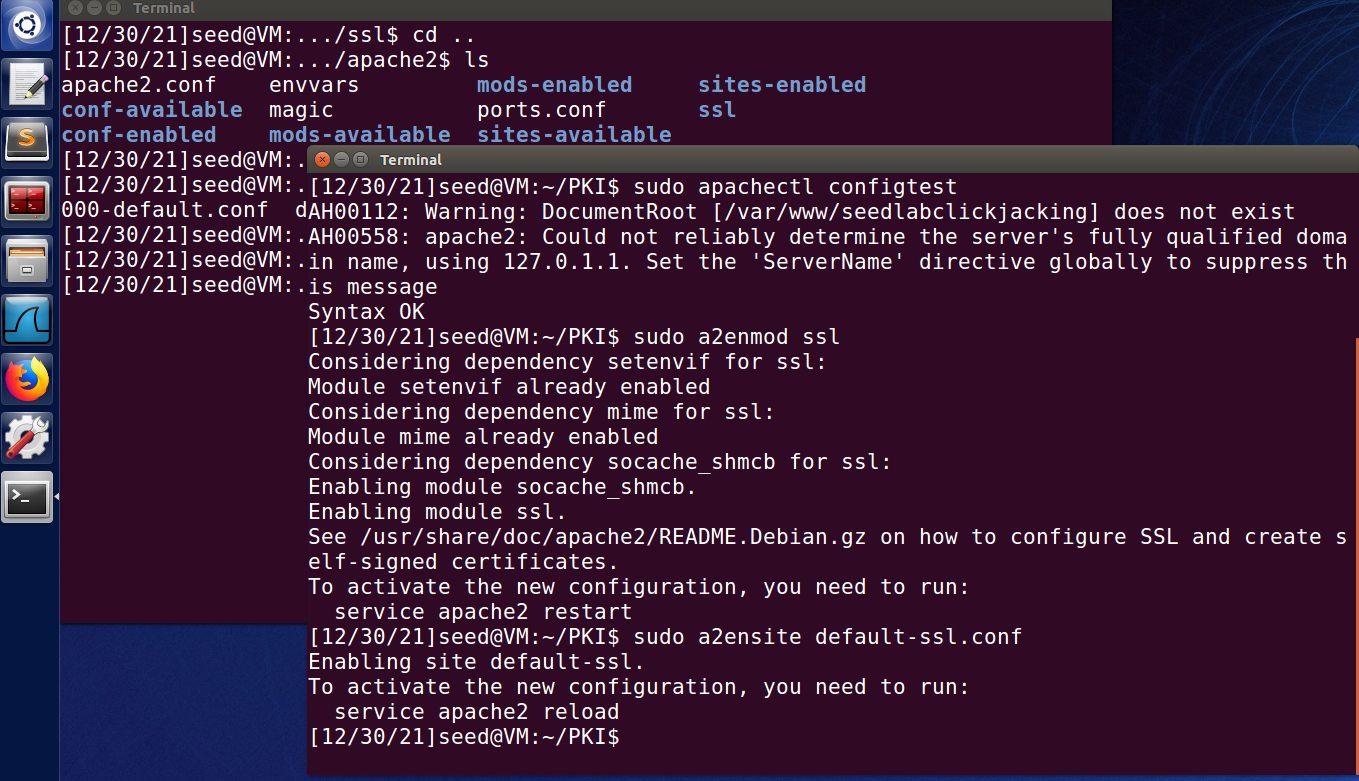 Terminal
[12/30/21]seed@VM:.../ssl$ cd ..
[12/30/21]seed@VM:.../apache2$ ls
apache2.conf envvars mods-enabled sites-enabled
conf-available magic ports.conf ssl
conf-enabled mods-available sites-available
[12/30/21]seed@VM:.
[12/30/21]seed@VM:.
000-default.conf d
[12/30/21]seed@VM:.
[12/30/21]seed@VM:.
[12/30/21]seed@VM:.
Terminal
[12/30/21]seed@VM:~/PKI$ sudo apachectl configtest
AH00112: Warning: DocumentRoot [/var/www/seedlabclickjacking] does not exist
AH00558: apache2: Could not reliably determine the server's fully qualified doma
in name, using 127.0.1.1. Set the 'ServerName' directive globally to suppress th
is message
Syntax OK
[12/30/21]seed@VM:~/PKI$ sudo a2enmod ssl
Considering dependency setenvif for ssl:
Module setenvif already enabled
Considering dependency mime for ssl:
Module mime already enabled
Considering dependency socache_shmcb for ssl:
Enabling module socache_shmcb.
Enabling module ssl.
See /usr/share/doc/apache2/README.Debian.gz on how to configure SSL and create s
elf-signed certificates.
To activate the new configuration, you need to run:
  service apache2 restart
[12/30/21]seed@VM:~/PKI$ sudo a2ensite default-ssl.conf
Enabling site default-ssl.
To activate the new configuration, you need to run:
  service apache2 reload
[12/30/21]seed@VM:~/PKI$